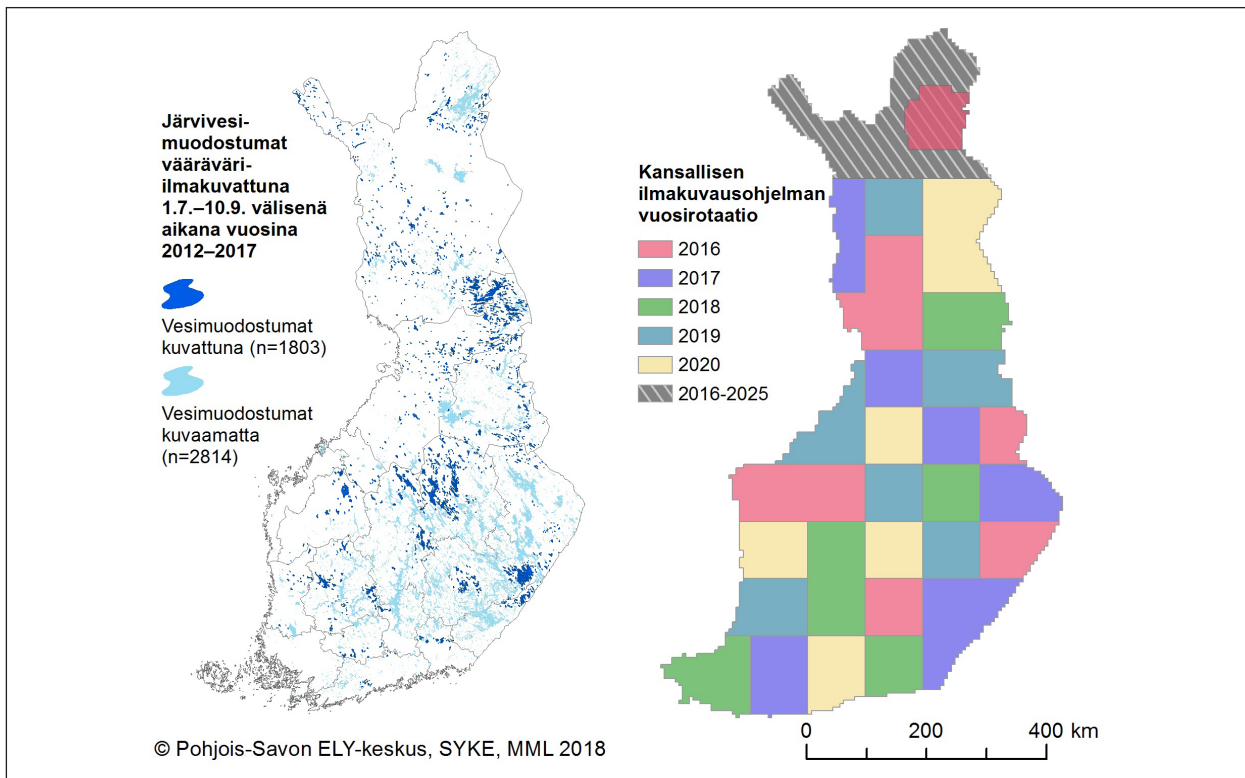 Järvivesi-
muodostumat
vääräväri-
ilmakuvattuna
1.7.–10.9. välisenä
aikana vuosina
2012–2017
Vesimuodostumat
kuvattuna (n=1803)
Vesimuodostumat
kuvaamatta
(n=2814)
Kansallisen
ilmakuvausohjelman
vuosirotaatio
2016
2017
2018
2019
2020
2016-2025
© Pohjois-Savon ELY-keskus, SYKE, MML 2018
0 200 400 km